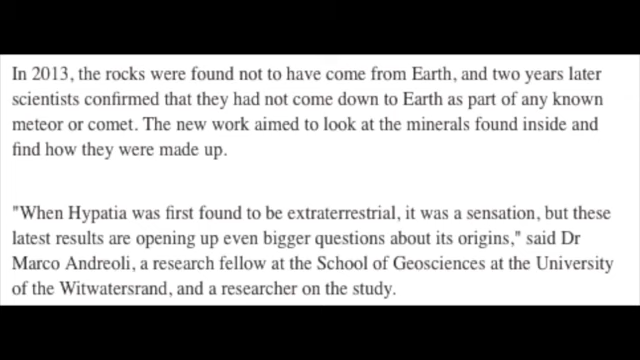 In 2013, the rocks were found not to have come from Earth, and two years later
scientists confirmed that they had not come down to Earth as part of any known
meteor or comet. The new work aimed to look at the minerals found inside and
find how they were made up.
"When Hypatia was first found to be extraterrestrial, it was a sensation, but these
latest results are opening up even bigger questions about its origins," said Dr
Marco Andreoli, a research fellow at the School of Geosciences at the University
of the Witwatersrand, and a researcher on the study.